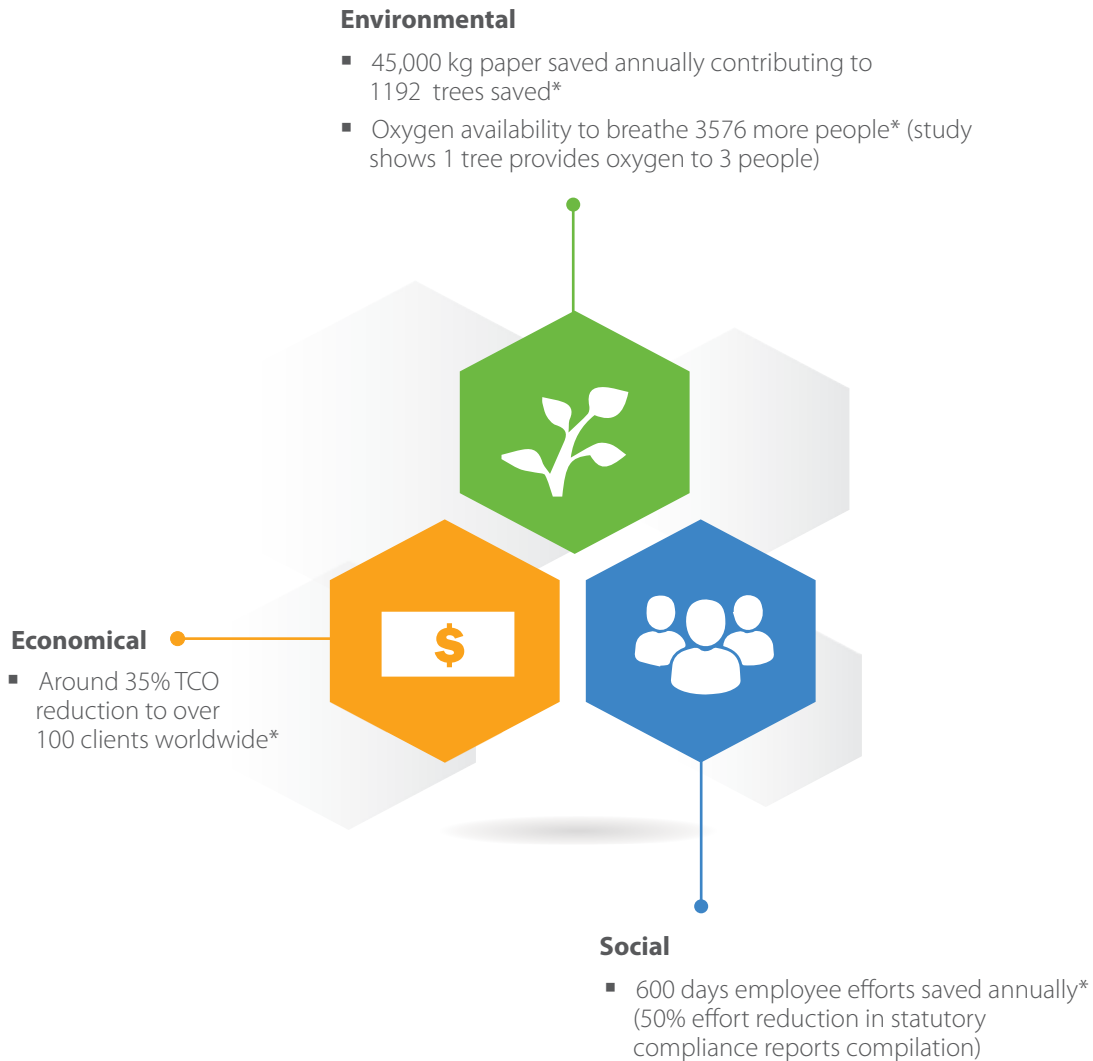 Environmental
▪ 45,000 kg paper saved annually contributing to
1192 trees saved*
▪ Oxygen availability to breathe 3576 more people* (study
shows 1 tree provides oxygen to 3 people)
$
Economical
▪ Around 35% TCO
reduction to over
100 clients worldwide*
Social
▪ 600 days employee efforts saved annually*
(50% effort reduction in statutory
compliance reports compilation)